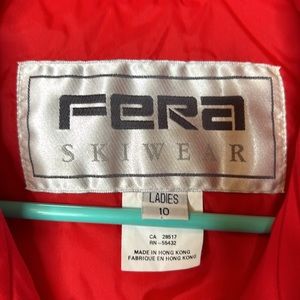 FERA
SKIWEAR
LADIES
10
CA 28517
RN-55432
MADE IN HONG KONG
FABRIQUE EN HONG KONG